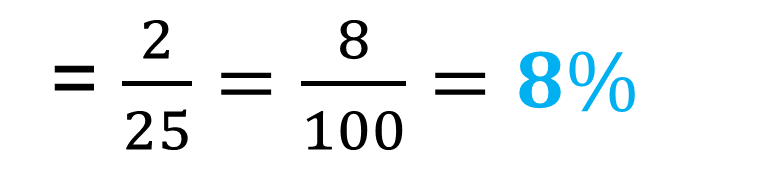 = 2/25 = 8/100 = 8%